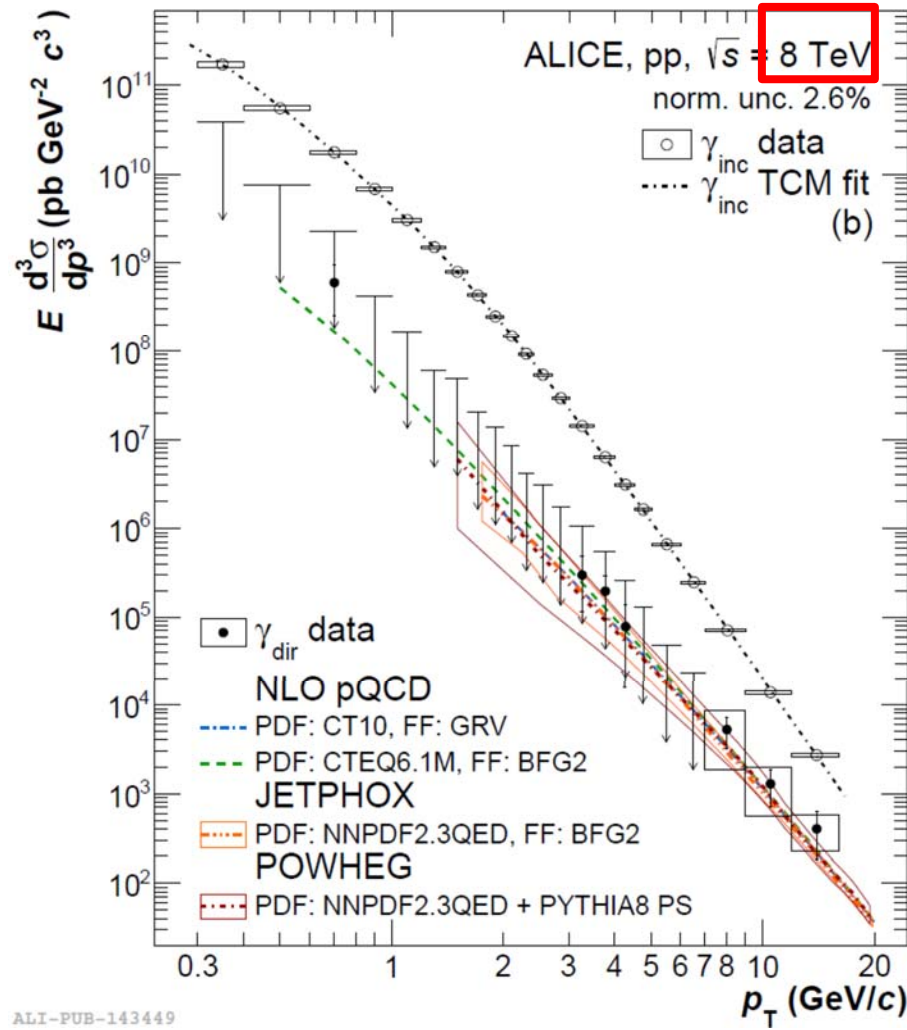 ALICE, pp, √s = 8 TeV
norm. unc. 2.6%
γinc data
γinc TCM fit
(b)
E d³σ/dp³ (pb GeV⁻² c³)
10¹¹
10¹⁰
10⁹
10⁸
10⁷
10⁶
10⁵
10⁴
10³
10²
γdir data
NLO pQCD
PDF: CT10, FF: GRV
PDF: CTEQ6.1M, FF: BFG2
JETPHOX
PDF: NNPDF2.3QED, FF: BFG2
POWHEG
PDF: NNPDF2.3QED + PYTHIA8 PS
0.3 1 2 3 4 5 6 7 8 10 20
pT (GeV/c)
ALI-PUB-143449